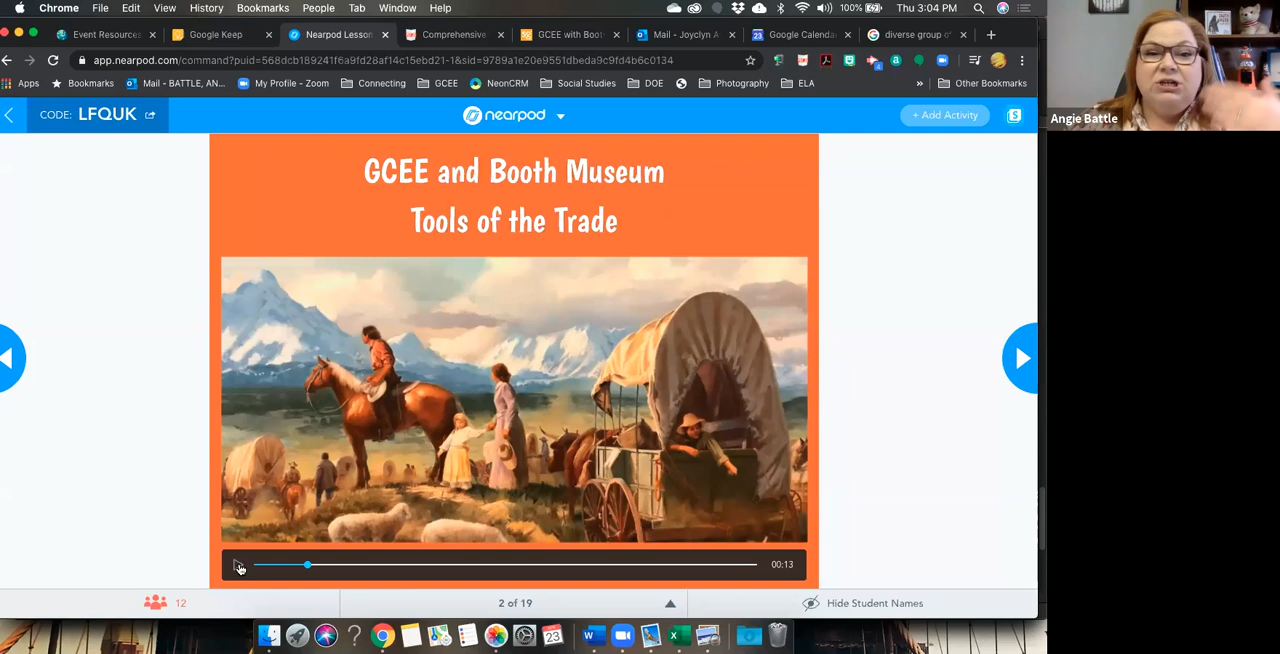 Chrome File Edit View History Bookmarks People Tab Window Help 100% Thu 3:04 PM
Event Resources Google Keep Nearpod Lesson Comprehensive GCEE with Boot Mail - Joyclyn A Google Calenda diverse group of
app.nearpod.com/command?puid=568dcb189241f6a9fd28af14c15ebd21-1&sid=9789a1e20e9551dbeda9c9fd4b6c0134
Apps Bookmarks Mail - BATTLE, AN... My Profile - Zoom Connecting GCEE NeonCRM Social Studies DOE Photography ELA » Other Bookmarks
CODE: LFQUK nearpod + Add Activity
Angie Battle
GCEE and Booth Museum
Tools of the Trade
00:13
12 2 of 19 Hide Student Names
23